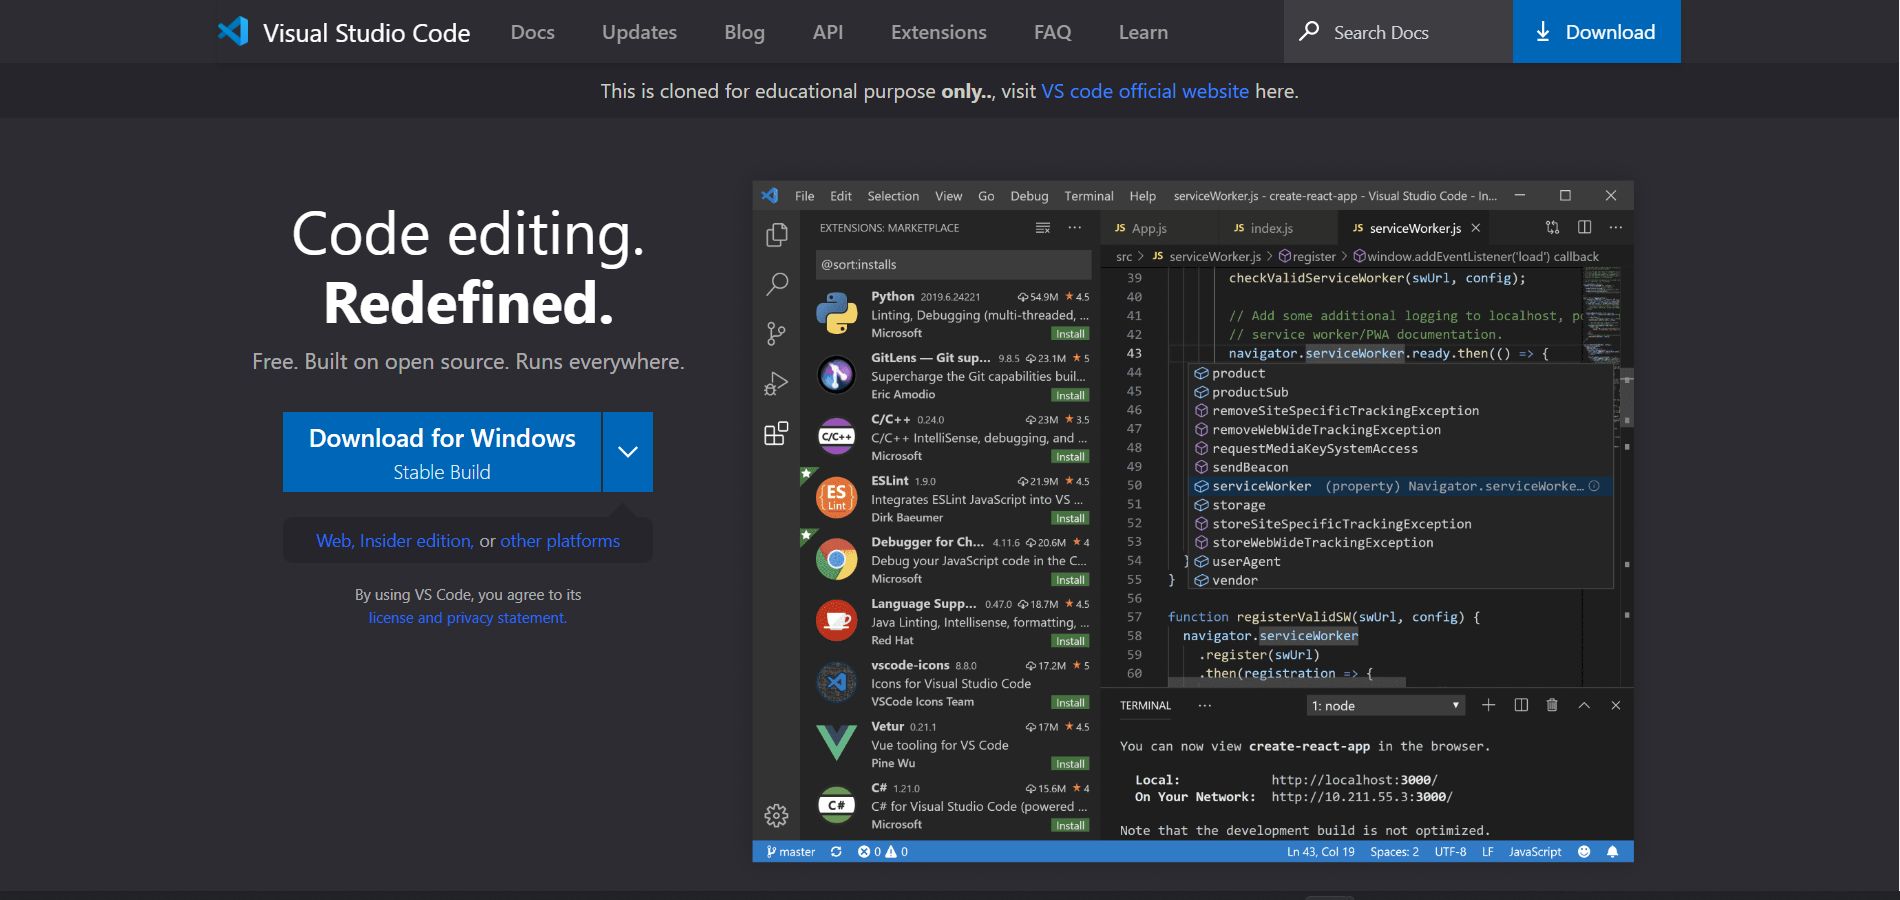 Visual Studio Code Docs Updates Blog API Extensions FAQ Learn Search Docs Download
This is cloned for educational purpose only.., visit VS code official website here.
Code editing.
Redefined.
Free. Built on open source. Runs everywhere.
Download for Windows
Stable Build
Web, Insider edition, or other platforms
By using VS Code, you agree to its
license and privacy statement.
File Edit Selection View Go Debug Terminal Help serviceWorker.js - create-react-app - Visual Studio Code - In...
EXTENSIONS: MARKETPLACE
@sort:installs
Python 2019.6.24221 54.9M ★ 4.5
Linting, Debugging (multi-threaded, ...
Microsoft Install
GitLens — Git sup... 9.8.5 23.1M ★ 5
Supercharge the Git capabilities buil...
Eric Amodio Install
C/C++ 0.24.0 23M ★ 3.5
C/C++ C/C++ IntelliSense, debugging, and ...
Microsoft Install
ESLint 1.9.0 21.9M ★ 4.5
{ES Lint} Integrates ESLint JavaScript into VS ...
Dirk Baeumer Install
Debugger for Ch... 4.11.6 20.6M ★ 4
Debug your JavaScript code in the C...
Microsoft Install
Language Supp... 0.47.0 18.7M ★ 4.5
Java Linting, Intellisense, formatting, ...
Red Hat Install
vscode-icons 8.8.0 17.2M ★ 5
Icons for Visual Studio Code
VSCode Icons Team Install
Vetur 0.21.1 17M ★ 4.5
Vue tooling for VS Code
Pine Wu Install
C# 1.21.0 15.6M ★ 4
C# C# for Visual Studio Code (powered ...
Microsoft Install
JS App.js JS index.js JS serviceWorker.js
src > JS serviceWorker.js > register > window.addEventListener('load') callback
39 checkValidServiceWorker(swUrl, config);
40
41 // Add some additional logging to localhost, po
42 // service worker/PWA documentation.
43 navigator.serviceWorker.ready.then(() => {
44 product
45 productSub
46 removeSiteSpecificTrackingException
47 removeWebWideTrackingException
48 requestMediaKeySystemAccess
49 sendBeacon
50 serviceWorker (property) Navigator.serviceWorke...
51 storage
52 storeSiteSpecificTrackingException
53 storeWebWideTrackingException
54 } userAgent
55 } vendor
56
57 function registerValidSW(swUrl, config) {
58 navigator.serviceWorker
59 .register(swUrl)
60 .then(registration => {
TERMINAL ... 1: node
You can now view create-react-app in the browser.
Local: http://localhost:3000/
On Your Network: http://10.211.55.3:3000/
Note that the development build is not optimized.
master 0 0 Ln 43, Col 19 Spaces: 2 UTF-8 LF JavaScript